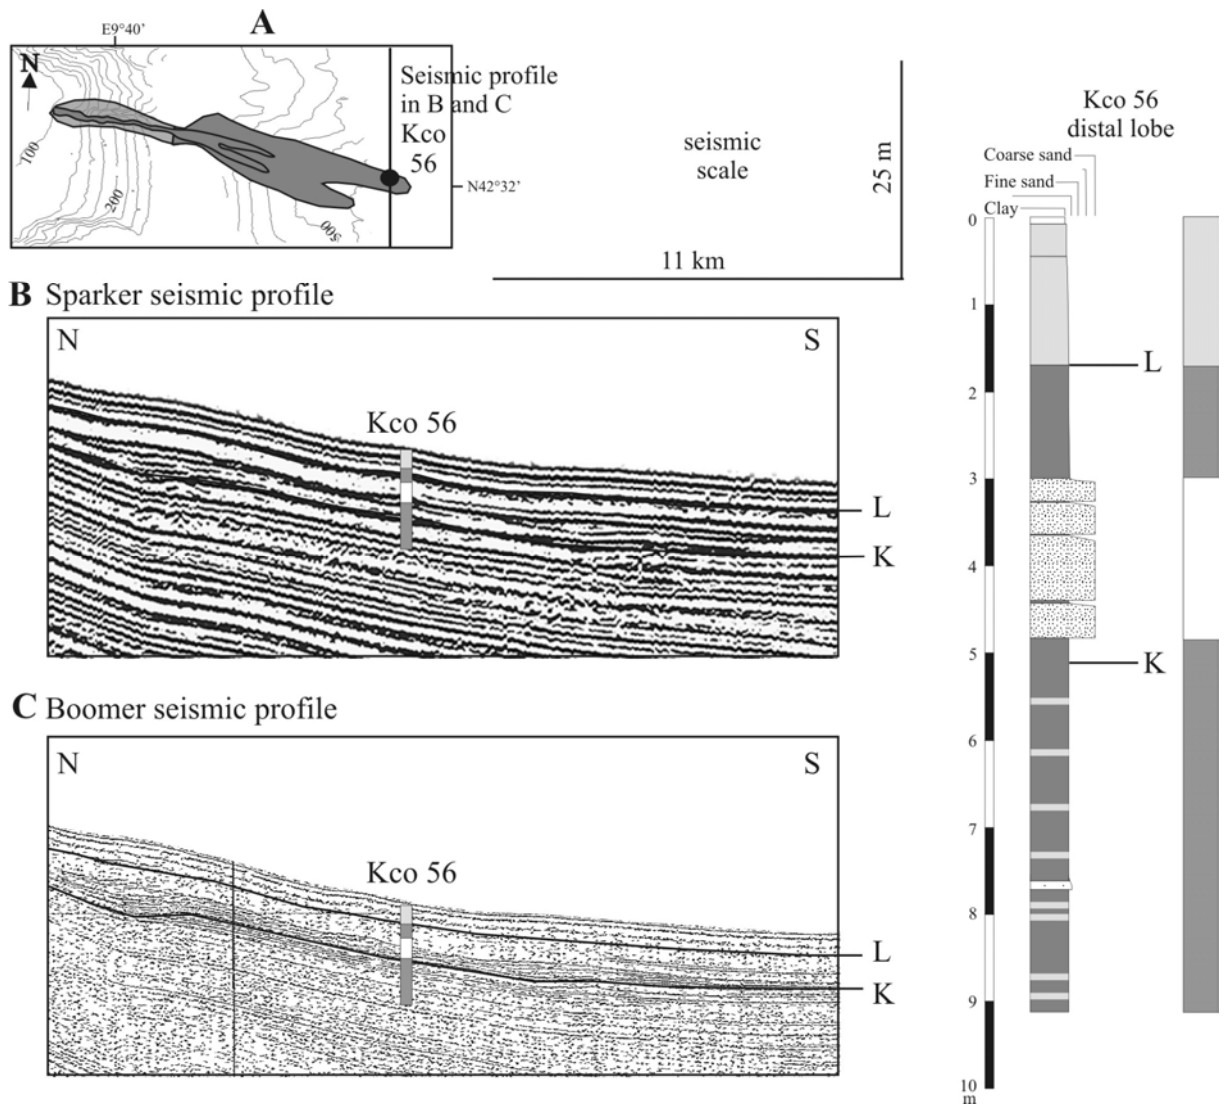 A
E9°40'
N
Seismic profile
in B and C
Kco
56
N42°32'
100
200
500
seismic
scale
25 m
11 km
B Sparker seismic profile
N
S
Kco 56
L
K
C Boomer seismic profile
N
S
Kco 56
L
K
Kco 56
distal lobe
Coarse sand
Fine sand
Clay
0
1
L
2
3
4
5
K
6
7
8
9
10
m